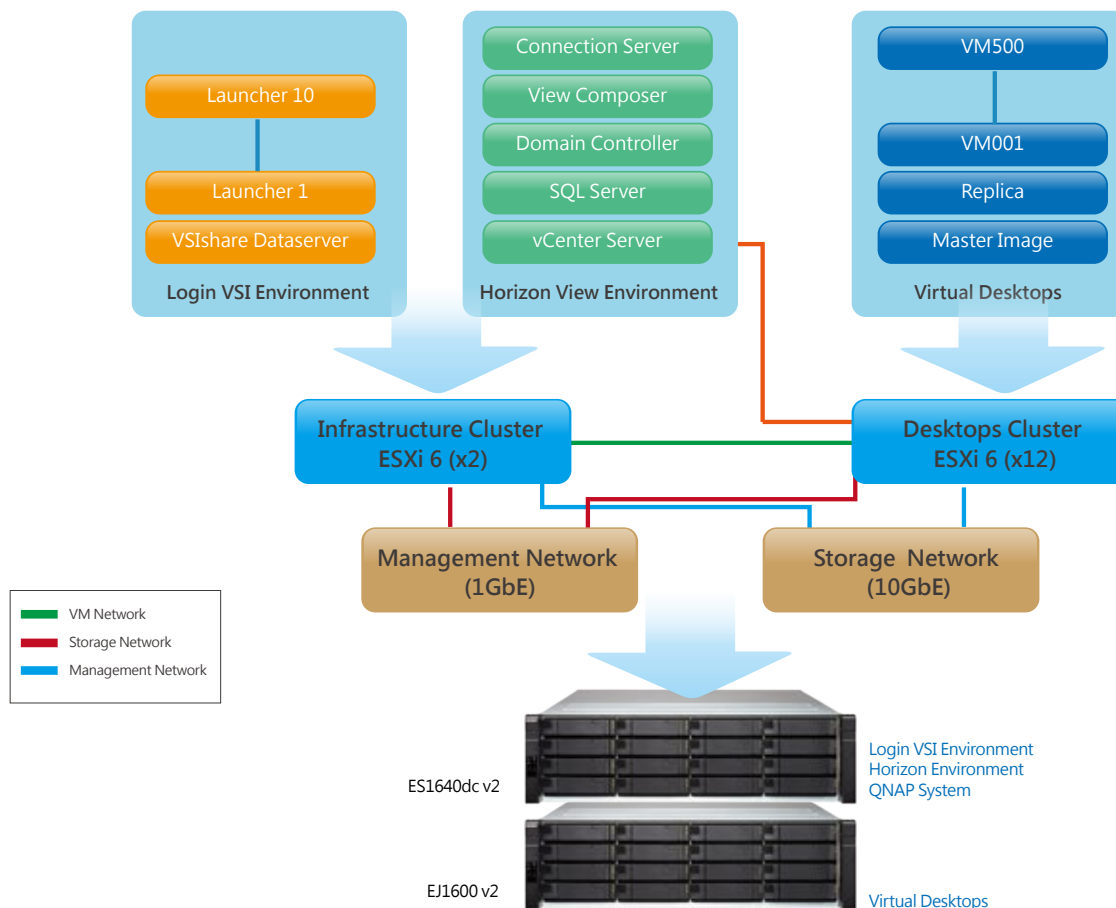 Launcher 10
Launcher 1
VSIshare Dataserver
Login VSI Environment
Connection Server
View Composer
Domain Controller
SQL Server
vCenter Server
Horizon View Environment
VM500
VM001
Replica
Master Image
Virtual Desktops
Infrastructure Cluster
ESXi 6 (x2)
Desktops Cluster
ESXi 6 (x12)
Management Network
(1GbE)
Storage Network
(10GbE)
VM Network
Storage Network
Management Network
ES1640dc v2
Login VSI Environment
Horizon Environment
QNAP System
EJ1600 v2
Virtual Desktops